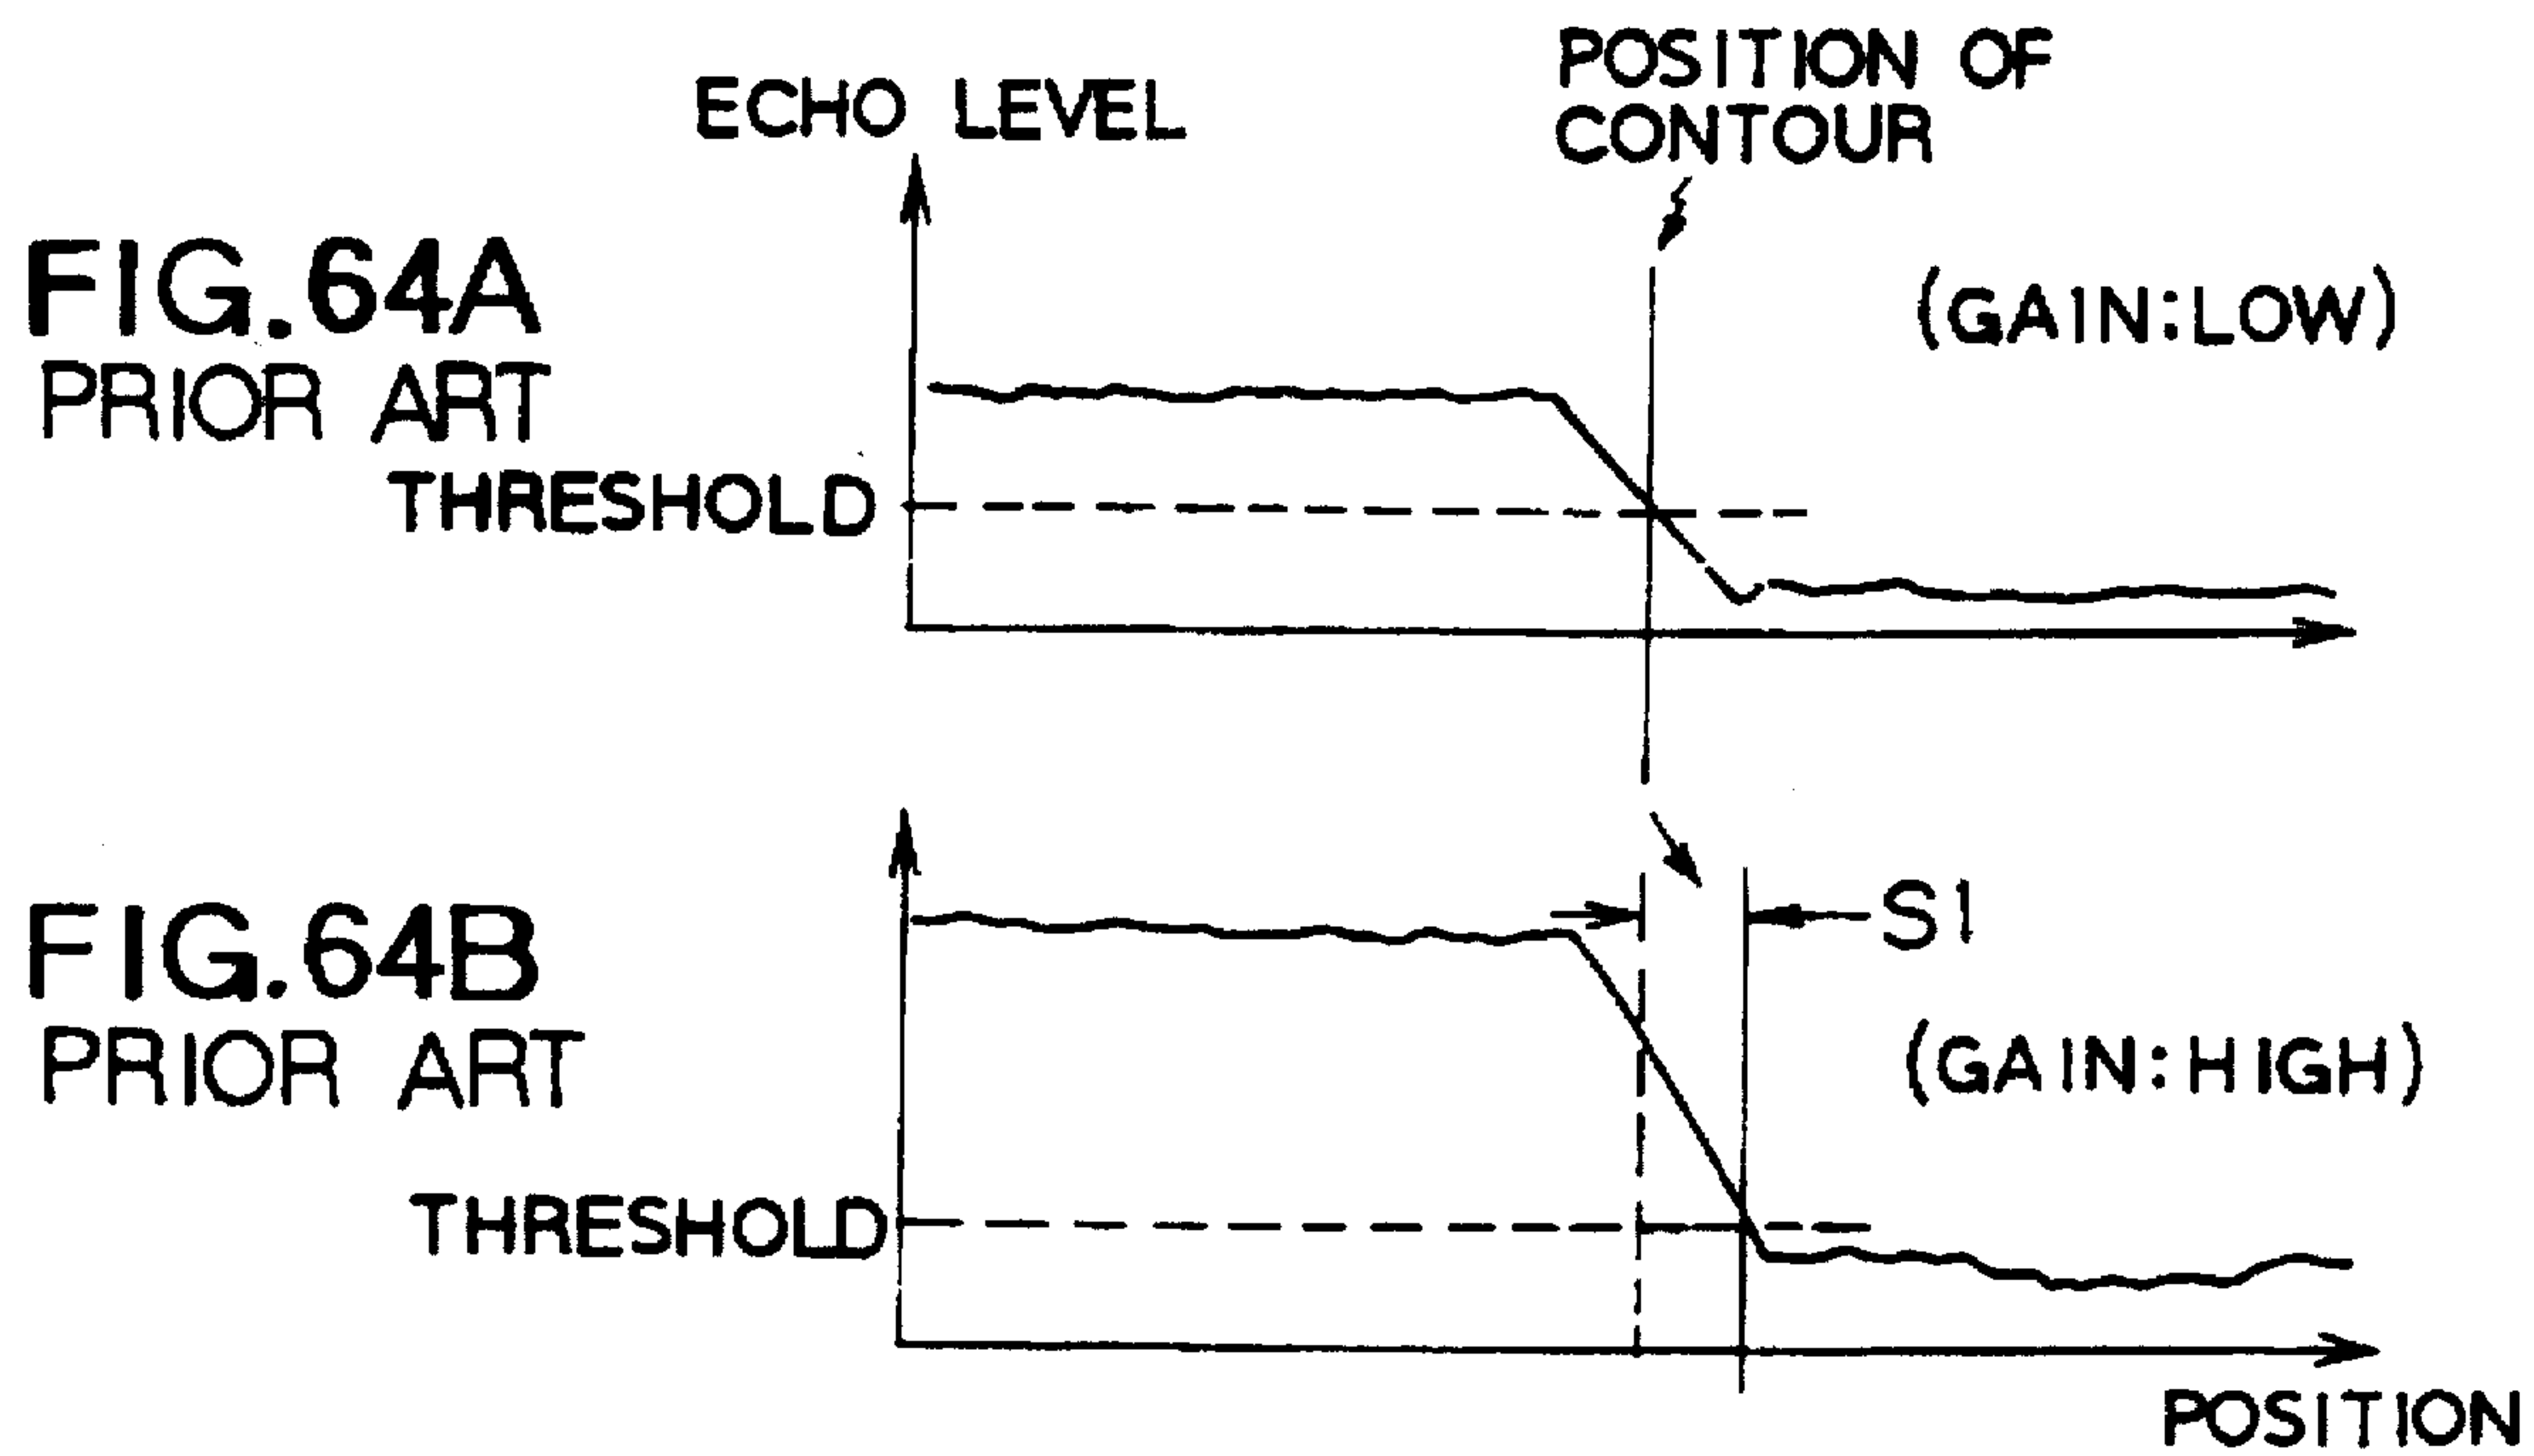 POSITION OF
CONTOUR
ECHO LEVEL
FIG.64A
PRIOR ART
(GAIN:LOW)
THRESHOLD
FIG.64B
PRIOR ART
S1
(GAIN:HIGH)
THRESHOLD
POSITION